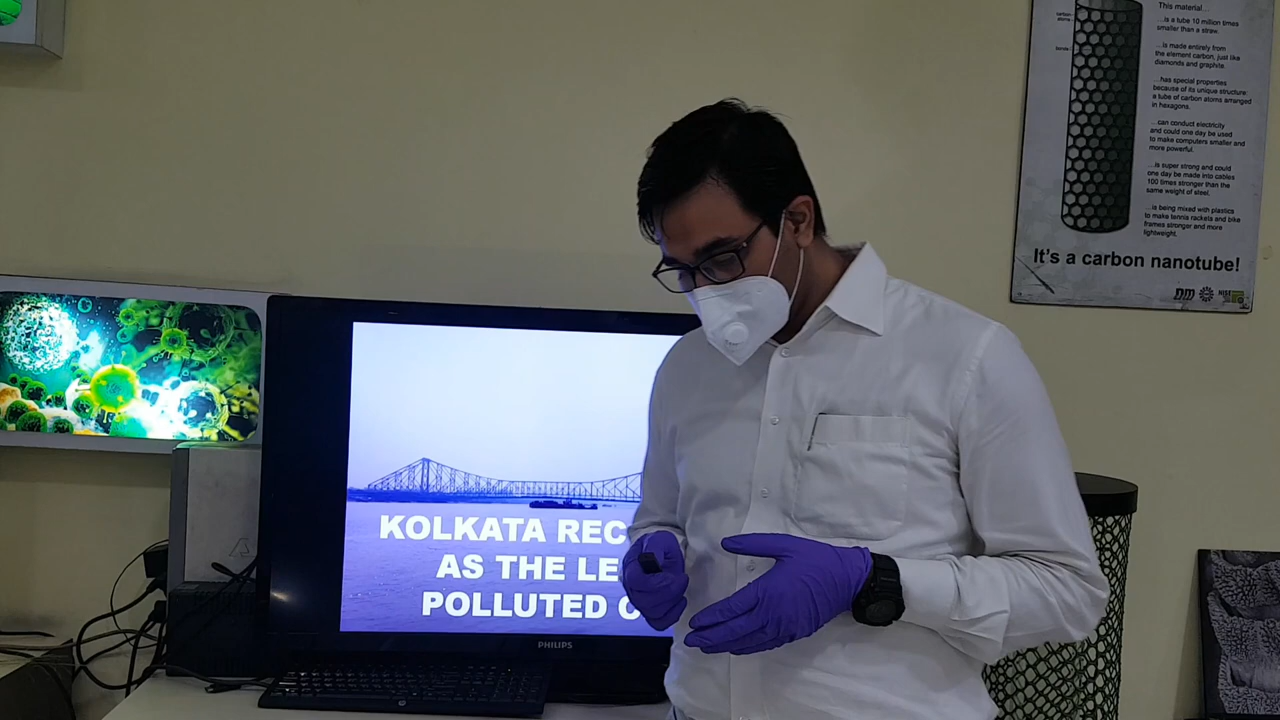 KOLKATA REC
AS THE LE
POLLUTED
PHILIPS
carbon
atoms
bonds
This material...
...is a tube 10 million times
smaller than a straw.
...is made entirely from
the element carbon, just like
diamonds and graphite.
...has special properties
because of its unique structure:
a tube of carbon atoms arranged
in hexagons.
...can conduct electricity
and could one day be used
to make computers smaller and
more powerful.
...is super strong and could
one day be made into cables
100 times stronger than the
same weight of steel.
...is being mixed with plastics
to make tennis rackets and bike
frames stronger and more
lightweight.
It's a carbon nanotube!
NISE